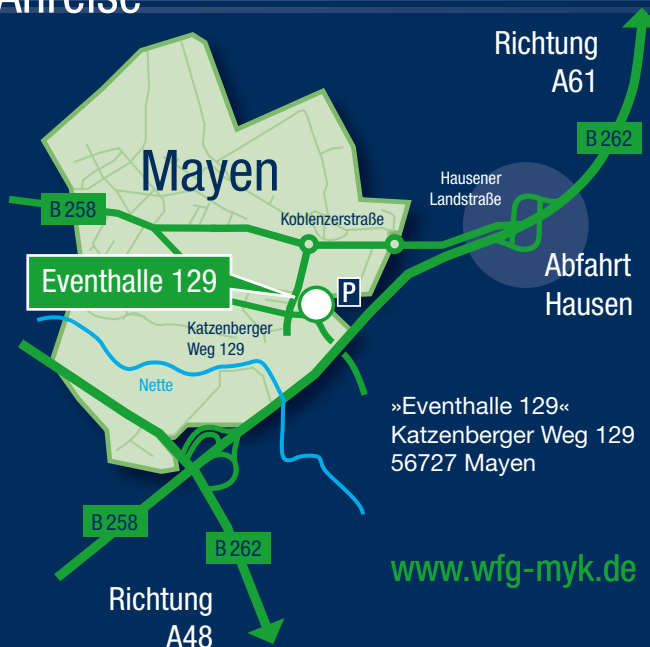 Anreise
Richtung
A61
B 262
Mayen
Hausener
Landstraße
B 258
Koblenzerstraße
Abfahrt
Hausen
Eventhalle 129
P
Katzenberger
Weg 129
Nette
»Eventhalle 129«
Katzenberger Weg 129
56727 Mayen
B 258
B 262
www.wfg-myk.de
Richtung
A48